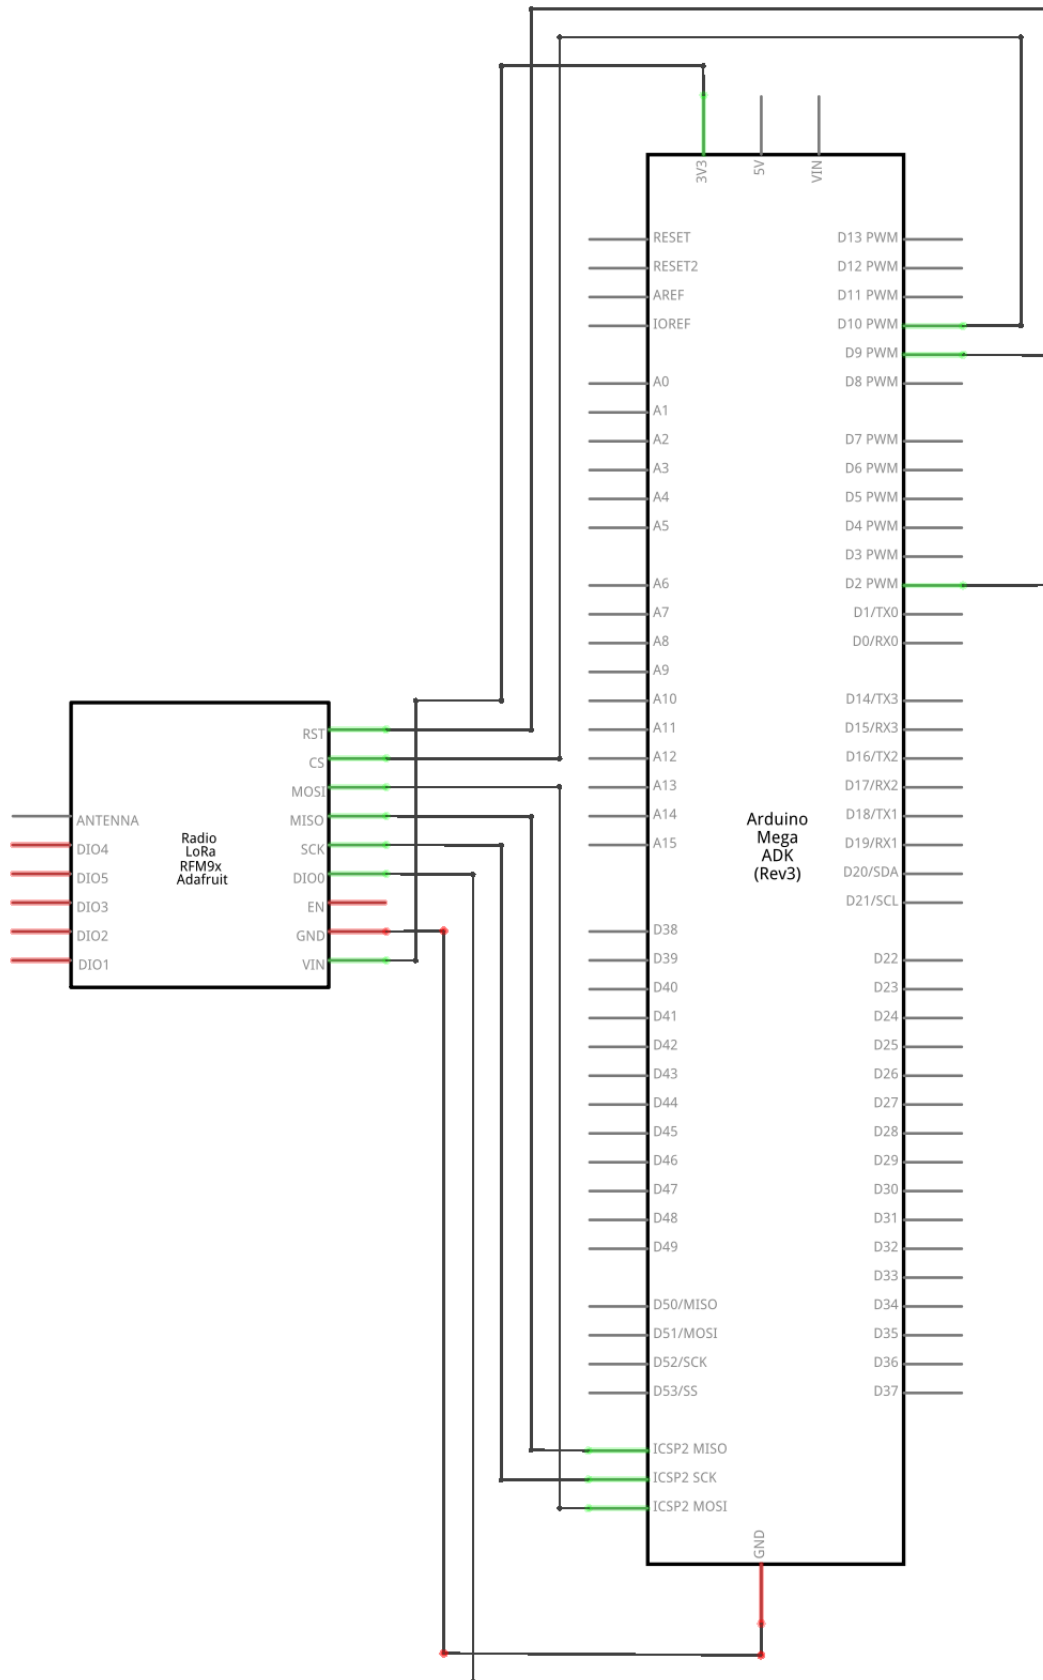 3V3
5V
VIN
RESET
D13 PWM
RESET2
D12 PWM
AREF
D11 PWM
IOREF
D10 PWM
D9 PWM
A0
D8 PWM
A1
A2
D7 PWM
A3
D6 PWM
A4
D5 PWM
A5
D4 PWM
D3 PWM
A6
D2 PWM
A7
D1/TX0
A8
D0/RX0
A9
A10
D14/TX3
A11
D15/RX3
A12
D16/TX2
A13
D17/RX2
A14
D18/TX1
A15
D19/RX1
D20/SDA
D21/SCL
Arduino
Mega
ADK
(Rev3)
D38
D39
D22
D40
D23
D41
D24
D42
D25
D43
D26
D44
D27
D45
D28
D46
D29
D47
D30
D48
D31
D49
D32
D33
D50/MISO
D34
D51/MOSI
D35
D52/SCK
D36
D53/SS
D37
ICSP2 MISO
ICSP2 SCK
ICSP2 MOSI
GND
RST
CS
MOSI
ANTENNA
MISO
DIO4
SCK
DIO5
DIO0
DIO3
EN
DIO2
GND
DIO1
VIN
Radio
LoRa
RFM9x
Adafruit